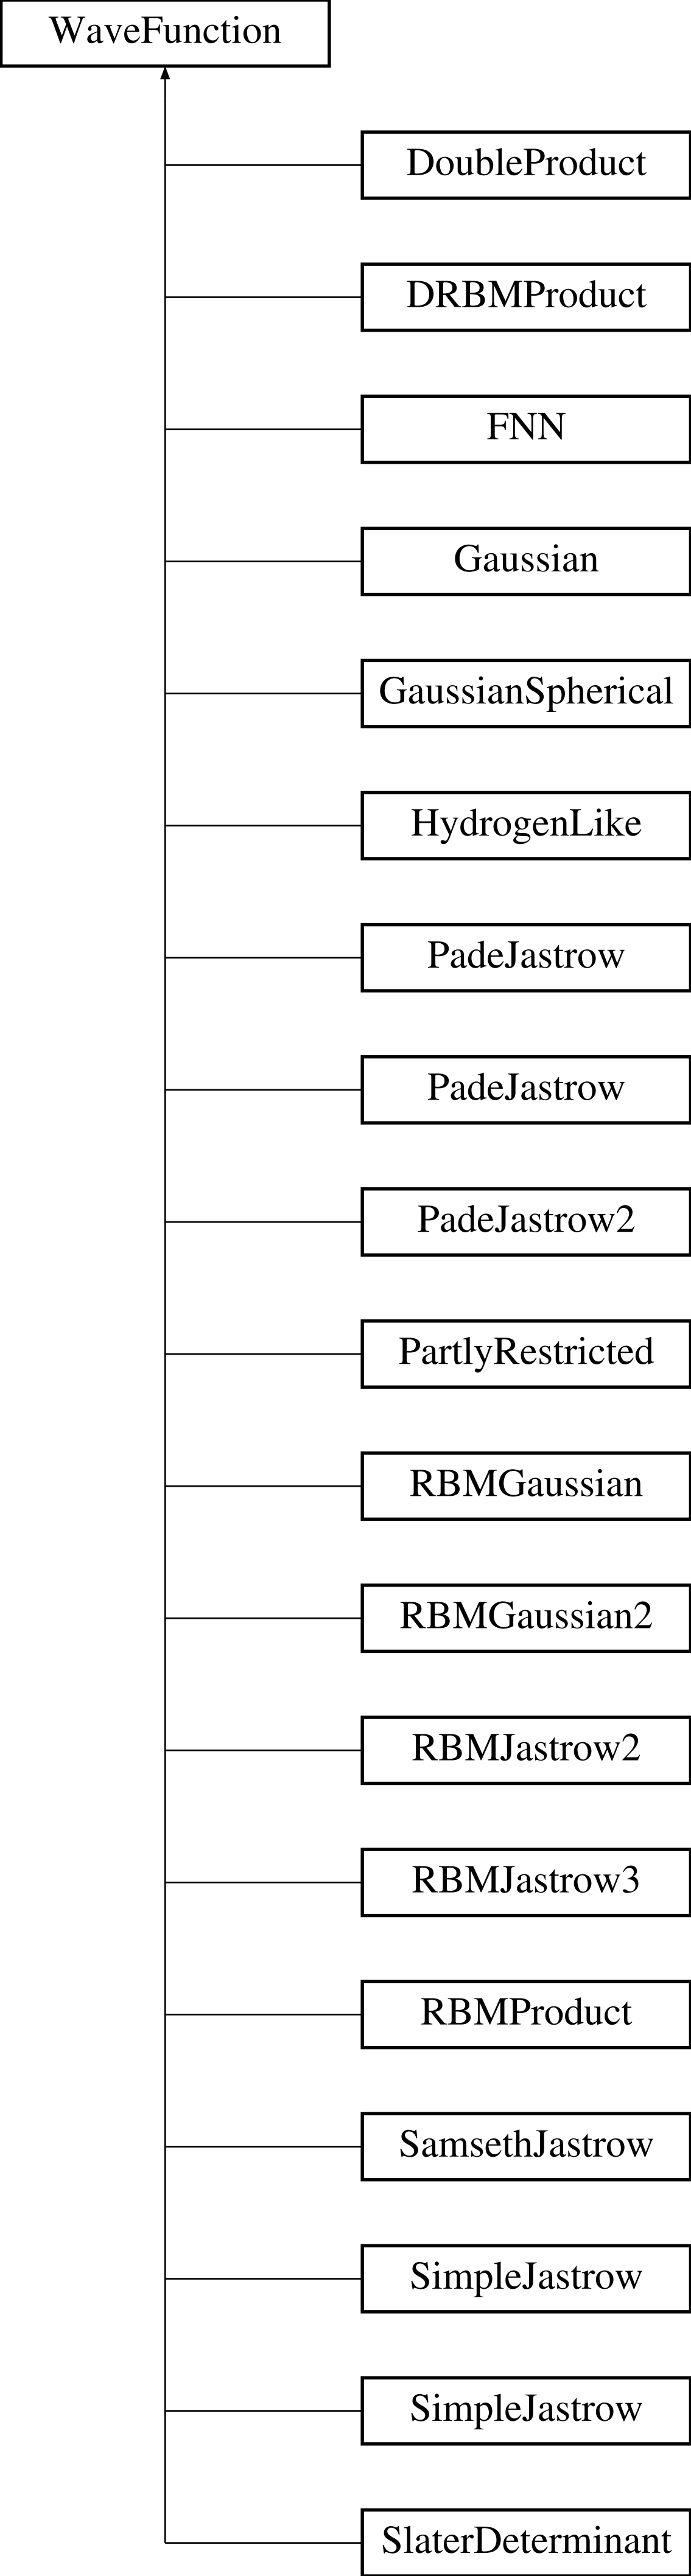 WaveFunction
DoubleProduct
DRBMProduct
FNN
Gaussian
GaussianSpherical
HydrogenLike
PadeJastrow
PadeJastrow
PadeJastrow2
PartlyRestricted
RBMGaussian
RBMGaussian2
RBMJastrow2
RBMJastrow3
RBMProduct
SamsethJastrow
SimpleJastrow
SimpleJastrow
SlaterDeterminant